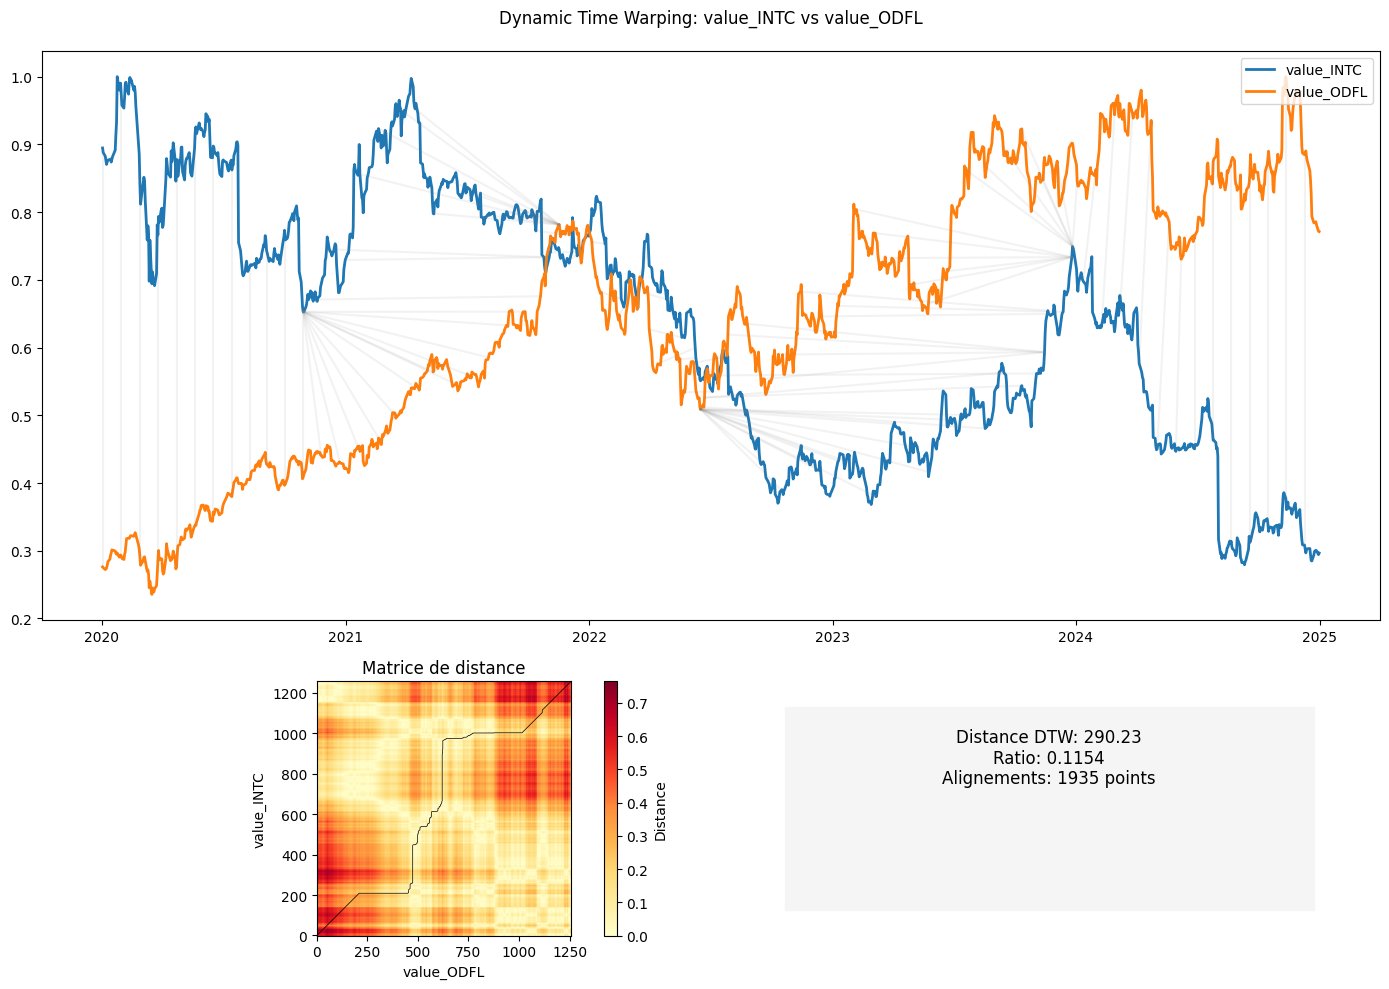 Dynamic Time Warping: value_INTC vs value_ODFL
1.0
0.9
0.8
0.7
0.6
0.5
0.4
0.3
0.2
value_INTC
value_ODFL
2020 2021 2022 2023 2024 2025
Matrice de distance
1200
1000
800
600
400
200
0
value_INTC
0 250 500 750 1000 1250
value_ODFL
0.7
0.6
0.5
0.4
0.3
0.2
0.1
0.0
Distance
Distance DTW: 290.23
Ratio: 0.1154
Alignements: 1935 points